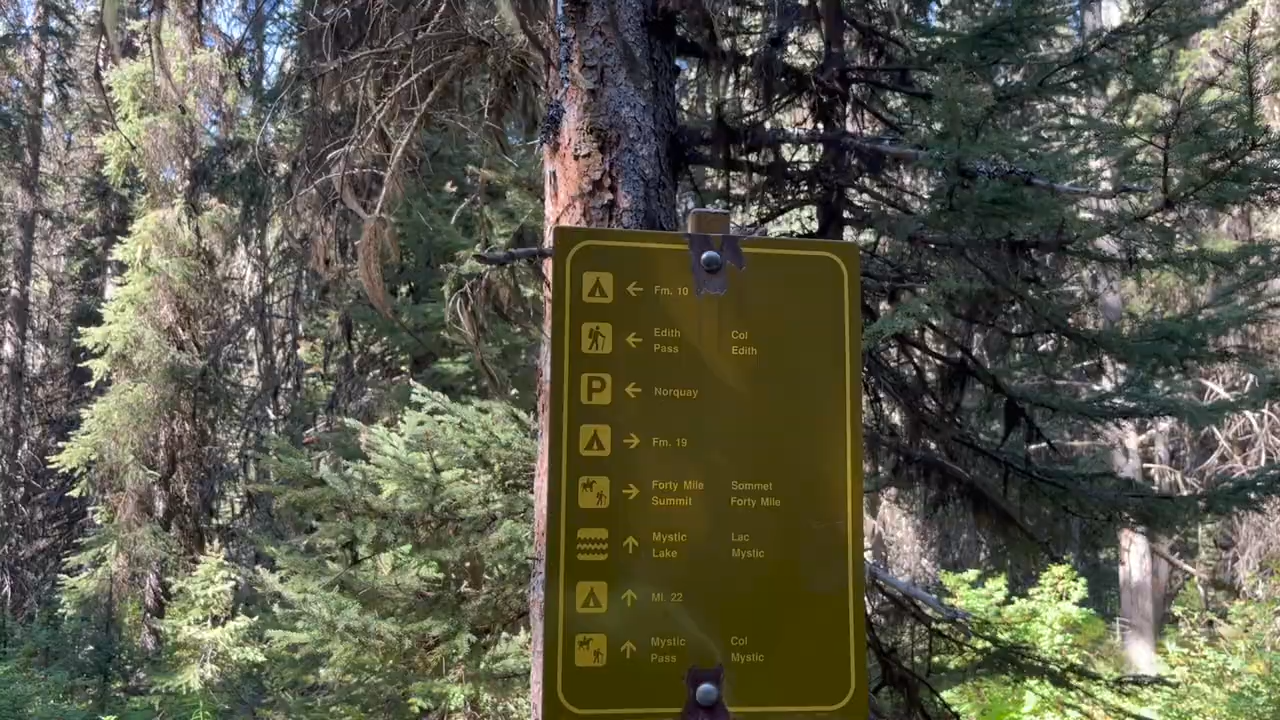 Fm. 10
Edith Pass Col Edith
P Norquay
Fm. 19
Forty Mile Summit Sommet Forty Mile
Mystic Lake Lac Mystic
Ml. 22
Mystic Pass Col Mystic